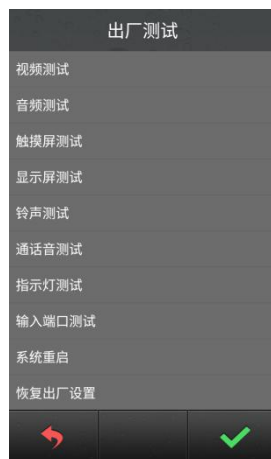 出厂测试
视频测试
音频测试
触摸屏测试
显示屏测试
铃声测试
通话音测试
指示灯测试
输入端口测试
系统重启
恢复出厂设置